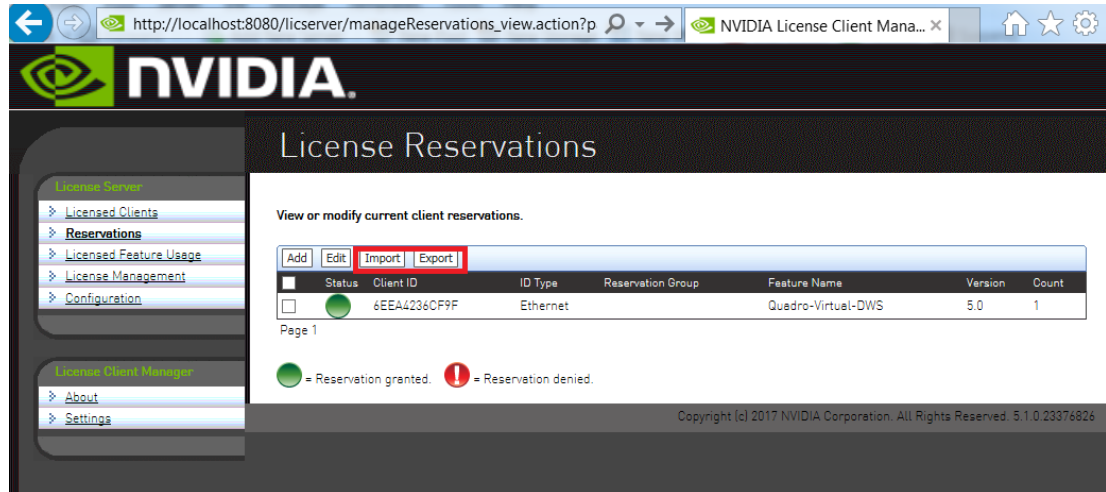 http://localhost:8080/licserver/manageReservations_view.action?p
NVIDIA License Client Mana...
NVIDIA.
License Reservations
License Server
Licensed Clients
Reservations
Licensed Feature Usage
License Management
Configuration
License Client Manager
About
Settings
View or modify current client reservations.
Add Edit Import Export
Status Client ID ID Type Reservation Group Feature Name Version Count
6EEA4236CF9F Ethernet Quadro-Virtual-DWS 5.0 1
Page 1
= Reservation granted. = Reservation denied.
Copyright (c) 2017 NVIDIA Corporation. All Rights Reserved. 5.1.0.23376826